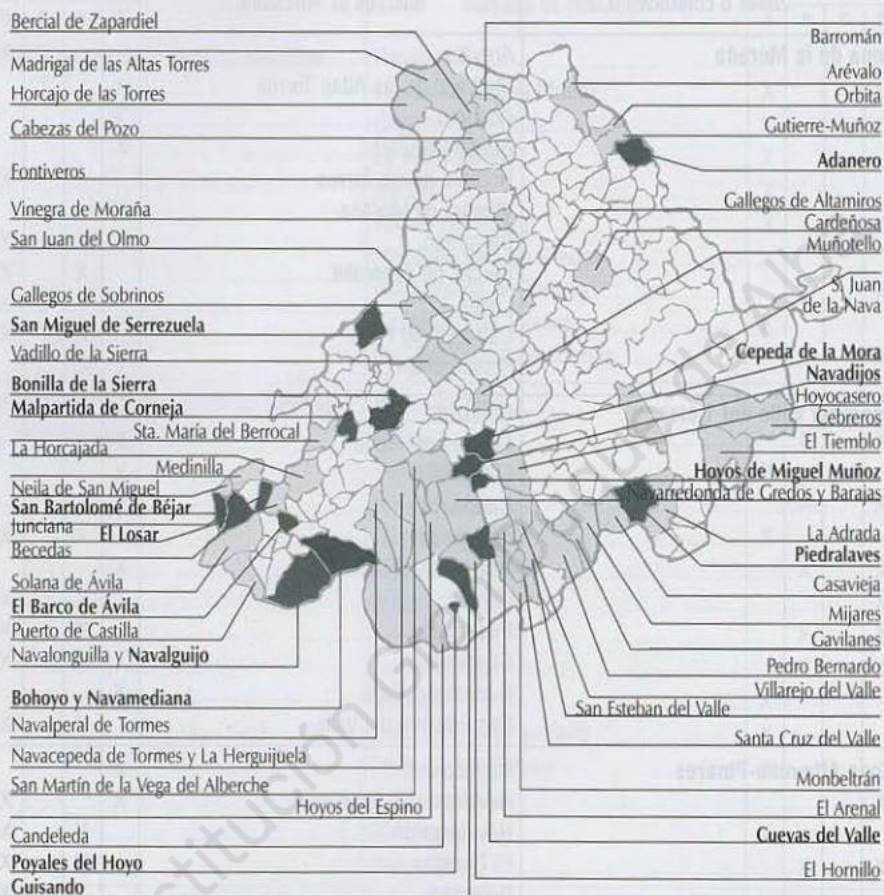 Bercial de Zapardiel
Madrigal de las Altas Torres
Horcajo de las Torres
Cabezas del Pozo
Fontiveros
Vinegra de Moraña
San Juan del Olmo
Gallegos de Sobrinos
San Miguel de Serrezuela
Vadillo de la Sierra
Bonilla de la Sierra
Malpartida de Corneja
Sta. María del Berrocal
La Horcajada
Medinilla
Neila de San Miguel
San Bartolomé de Béjar
Junciana
El Losar
Becedas
Solana de Ávila
El Barco de Ávila
Puerto de Castilla
Navalonguilla y Navalguijo
Bohoyo y Navamediana
Navalperal de Tormes
Navacepeda de Tormes y La Herguijuela
San Martín de la Vega del Alberche
Hoyos del Espino
Candeleda
Poyales del Hoyo
Guisando
Barromán
Arévalo
Orbita
Gutierre-Muñoz
Adanero
Gallegos de Altamiros
Cardeñosa
Muñotello
S. Juan
de la Nava
Cepeda de la Mora
Navadijos
Hoyocasero
Cebreros
El Tiemblo
Hoyos de Miguel Muñoz
Navarredonda de Gredos y Barajas
La Adrada
Piedralaves
Casavieja
Mijares
Gavilanes
Pedro Bernardo
Villarejo del Valle
San Esteban del Valle
Santa Cruz del Valle
Monbeltrán
El Arenal
Cuevas del Valle
El Hornillo